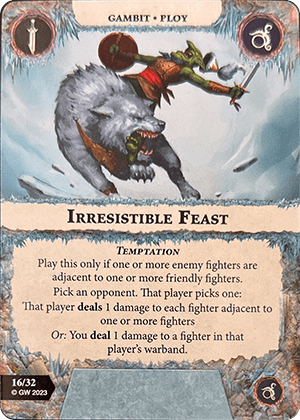 GAMBIT • PLOY
IRRESISTIBLE FEAST
TEMPTATION
Play this only if one or more enemy fighters are
adjacent to one or more friendly fighters.
Pick an opponent. That player picks one:
That player deals 1 damage to each fighter adjacent to
one or more fighters
Or: You deal 1 damage to a fighter in that
player's warband.
16/32
© GW 2023